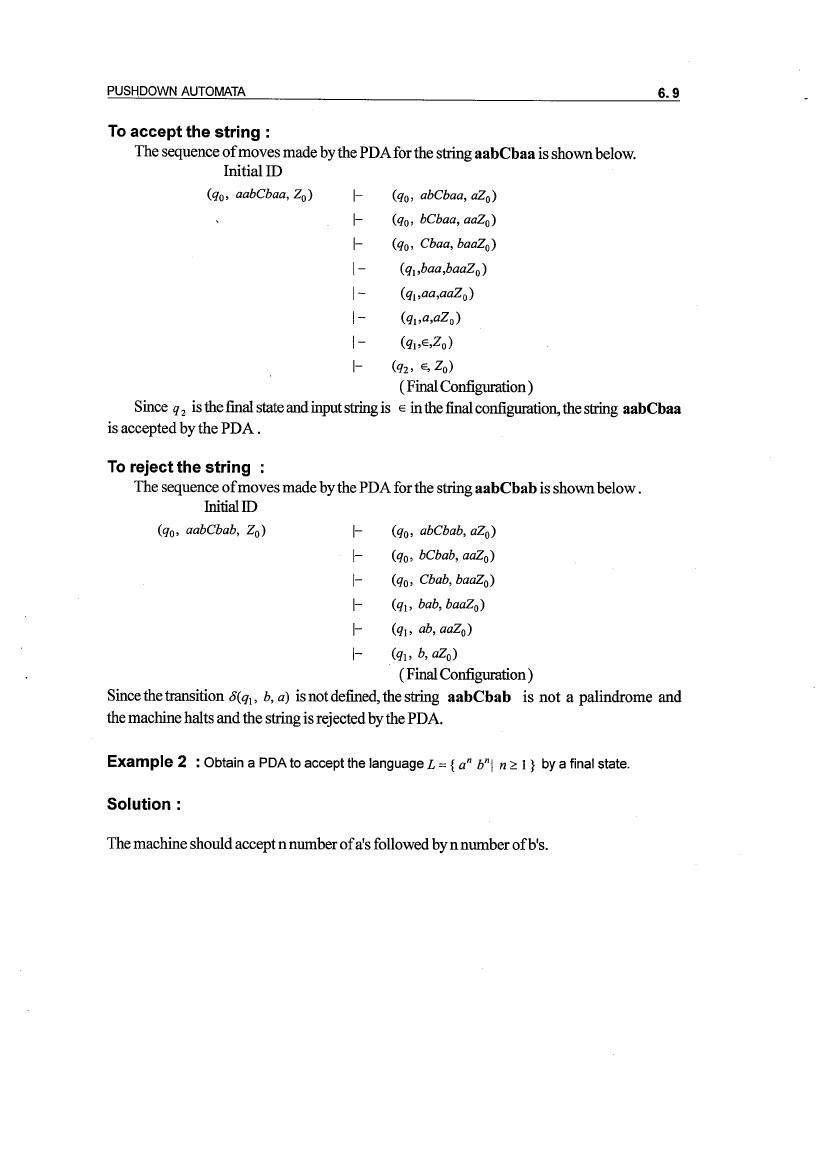 PUSHDOWN AUTOMATA 6.9
To accept the string :
The sequence of moves made by the PDA for the string aabCbaa is shown below.
Initial ID
(q₀, aabCbaa, Z₀) |– (q₀, abCbaa, aZ₀)
|– (q₀, bCbaa, aaZ₀)
|– (q₀, Cbaa, baaZ₀)
|– (q₁,baa,baaZ₀)
|– (q₁,aa,aaZ₀)
|– (q₁,a,aZ₀)
|– (q₁,∈,Z₀)
|– (q₂, ∈, Z₀)
( Final Configuration )
Since q₂ is the final state and input string is ∈ in the final configuration, the string aabCbaa
is accepted by the PDA .
To reject the string :
The sequence of moves made by the PDA for the string aabCbab is shown below .
Initial ID
(q₀, aabCbab, Z₀) |– (q₀, abCbab, aZ₀)
|– (q₀, bCbab, aaZ₀)
|– (q₀, Cbab, baaZ₀)
|– (q₁, bab, baaZ₀)
|– (q₁, ab, aaZ₀)
|– (q₁, b, aZ₀)
( Final Configuration )
Since the transition δ(q₁, b, a) is not defined, the string aabCbab is not a palindrome and
the machine halts and the string is rejected by the PDA.
Example 2 : Obtain a PDA to accept the language L = { aⁿ bⁿ| n ≥ 1 } by a final state.
Solution :
The machine should accept n number of a's followed by n number of b's.